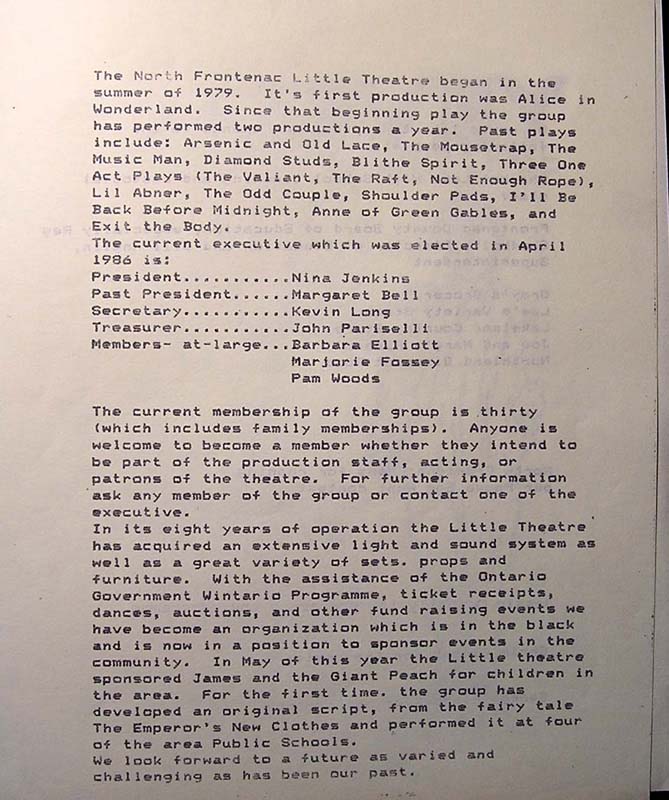 The North Frontenac Little Theatre began in the
summer of 1979. It's first production was Alice in
Wonderland. Since that beginning play the group
has performed two productions a year. Past plays
include: Arsenic and Old Lace, The Mousetrap, The
Music Man, Diamond Studs, Blithe Spirit, Three One
Act Plays (The Valiant, The Raft, Not Enough Rope),
Lil Abner, The Odd Couple, Shoulder Pads, I'll Be
Back Before Midnight, Anne of Green Gables, and
Exit the Body.
The current executive which was elected in April
1986 is:
President...........Nina Jenkins
Past President......Margaret Bell
Secretary...........Kevin Long
Treasurer...........John Pariselli
Members- at-large...Barbara Elliott
Marjorie Fossey
Pam Woods
The current membership of the group is thirty
(which includes family memberships). Anyone is
welcome to become a member whether they intend to
be part of the production staff, acting, or
patrons of the theatre. For further information
ask any member of the group or contact one of the
executive.
In its eight years of operation the Little Theatre
has acquired an extensive light and sound system as
well as a great variety of sets. props and
furniture. With the assistance of the Ontario
Government Wintario Programme, ticket receipts,
dances, auctions, and other fund raising events we
have become an organization which is in the black
and is now in a position to sponsor events in the
community. In May of this year the Little theatre
sponsored James and the Giant Peach for children in
the area. For the first time. the group has
developed an original script, from the fairy tale
The Emperor's New Clothes and performed it at four
of the area Public Schools.
We look forward to a future as varied and
challenging as has been our past.